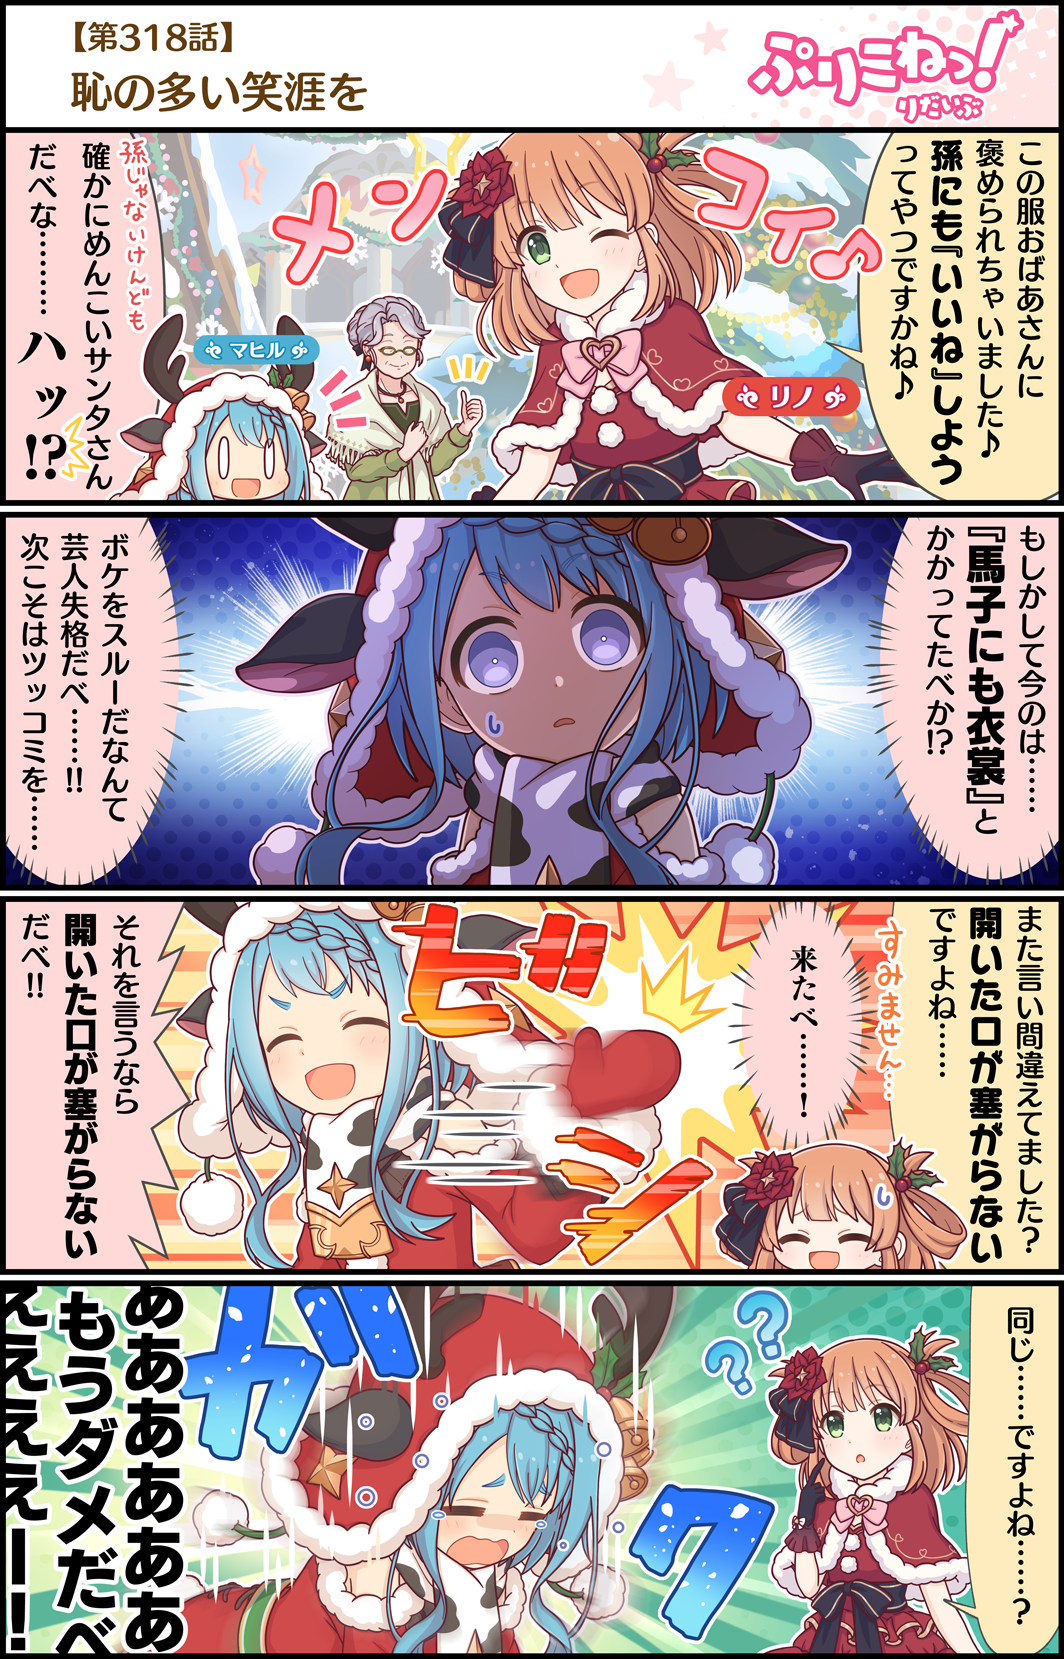 【第318話】
恥の多い笑涯を
ぷりこねっ!
りだいぶ
この服おばあさんに
褒められちゃいました♪
孫にも『いいね』しよう
ってやつですかね♪
メンコイ♪
リノ
マヒル
孫じゃないけんども
確かにめんこいサンタさん
だべな………
ハッ!?
もしかして今のは……
『馬子にも衣裳』と
かかってたべか!?
ボケをスルーだなんて
芸人失格だべ……!!
次こそはツッコミを……
また言い間違えてました?
開いた口が塞がらない
ですよね……
すみません…
来たべ……!
ビシ
それを言うなら
開いた口が塞がらない
だべ!!
同じ……ですよね……?
??
ガク
あああああああ
もうダメだべ
ええええええー!